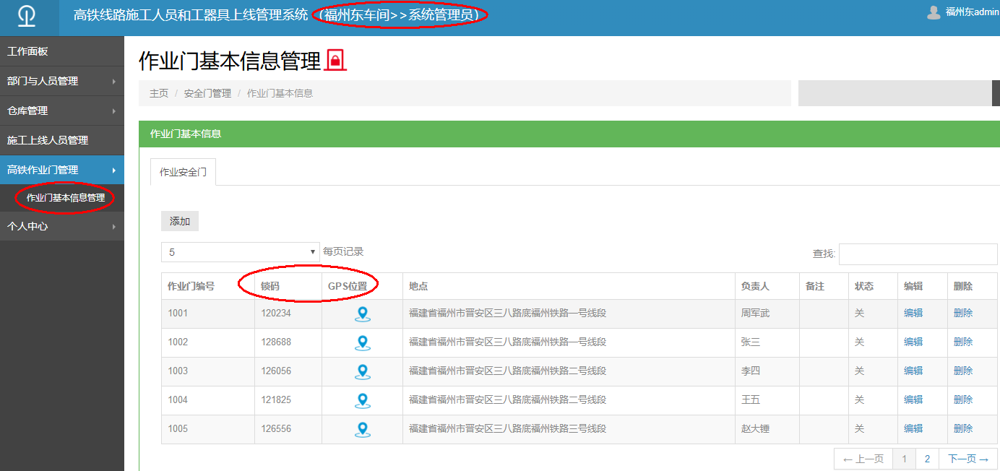 高铁线路施工人员和工器具上线管理系统 (福州东车间>>系统管理员)
福州东admin
工作面板
部门与人员管理
仓库管理
施工上线人员管理
高铁作业门管理
作业门基本信息管理
个人中心
作业门基本信息管理
主页 / 安全门管理 / 作业门基本信息
作业门基本信息
作业安全门
添加
5 每页记录
查找:
作业门编号 锁码 GPS位置 地点 负责人 备注 状态 编辑 删除
1001 120234 福建省福州市晋安区三八路底福州铁路一号线段 周军武 关 编辑 删除
1002 128688 福建省福州市晋安区三八路底福州铁路一号线段 张三 关 编辑 删除
1003 126056 福建省福州市晋安区三八路底福州铁路二号线段 李四 关 编辑 删除
1004 121825 福建省福州市晋安区三八路底福州铁路二号线段 王五 关 编辑 删除
1005 126556 福建省福州市晋安区三八路底福州铁路三号线段 赵大锤 关 编辑 删除
←上一页 1 2 下一页→